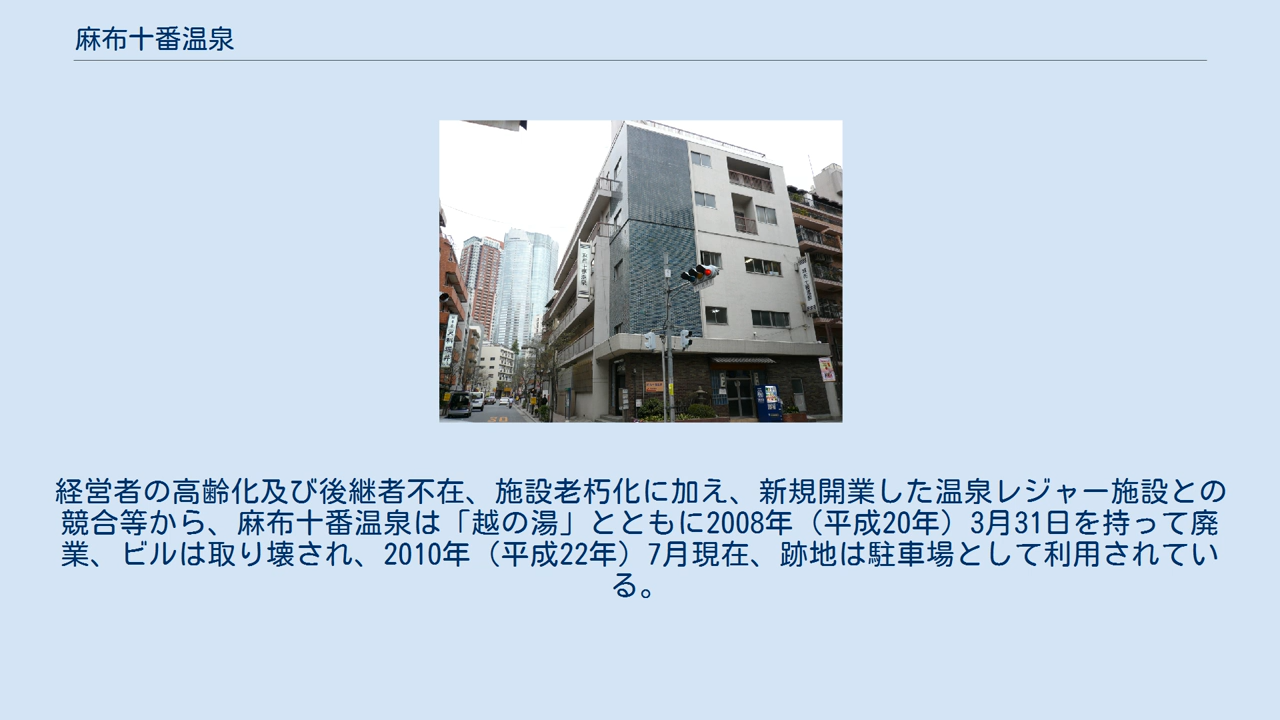 麻布十番温泉
経営者の高齢化及び後継者不在、施設老朽化に加え、新規開業した温泉レジャー施設との
競合等から、麻布十番温泉は「越の湯」とともに2008年（平成20年）3月31日を持って廃
業、ビルは取り壊され、2010年（平成22年）7月現在、跡地は駐車場として利用されてい
る。
麻布十番温泉